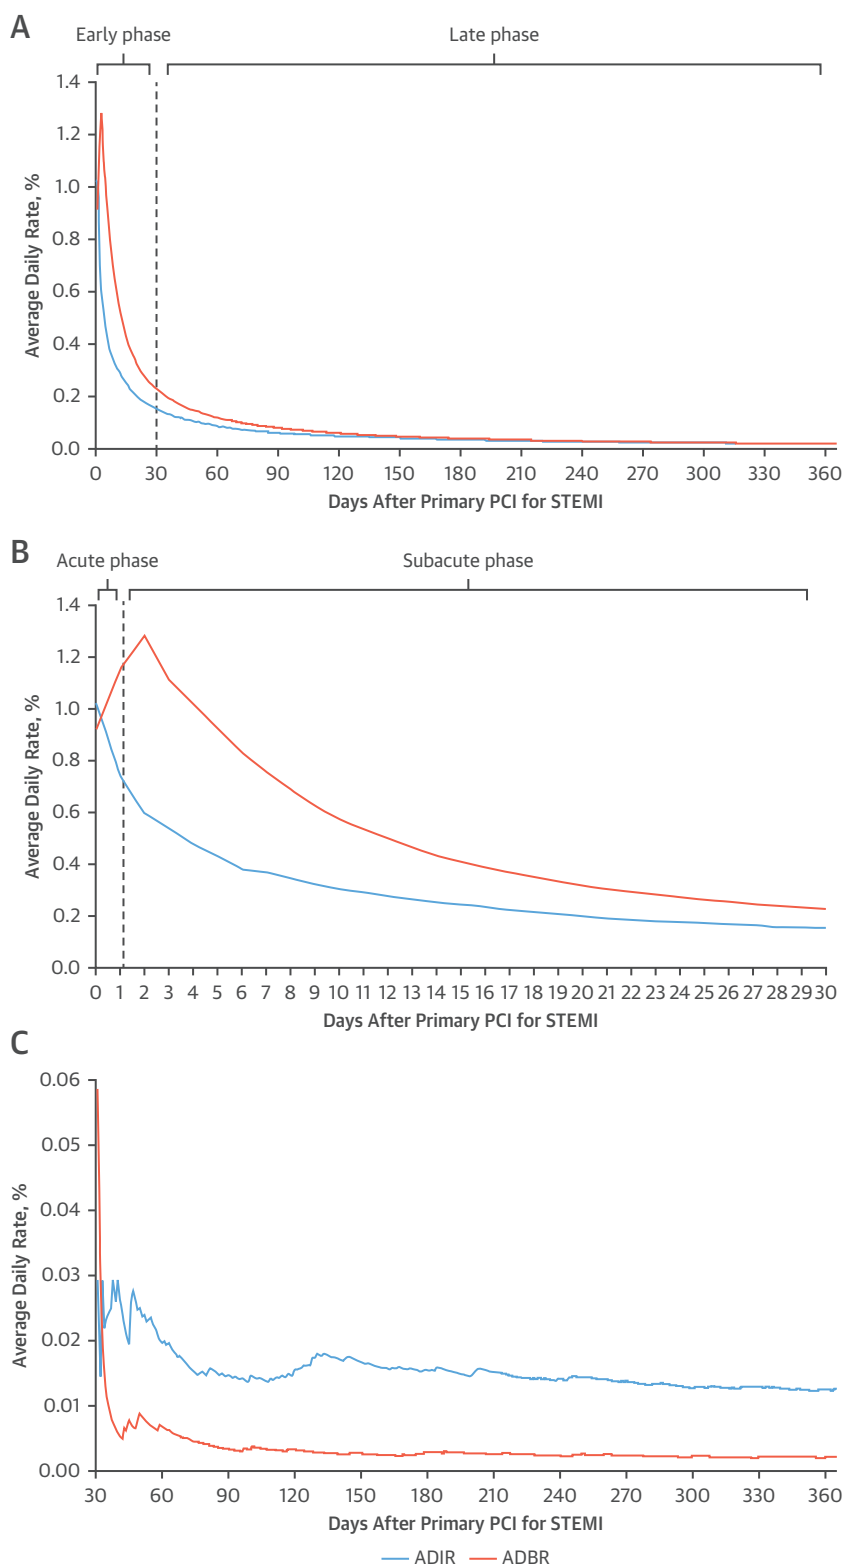 A
Early phase Late phase
1.4
1.2
1.0
0.8
0.6
0.4
0.2
0.0
Average Daily Rate, %
0 30 60 90 120 150 180 210 240 270 300 330 360
Days After Primary PCI for STEMI
B
Acute phase Subacute phase
1.4
1.2
1.0
0.8
0.6
0.4
0.2
0.0
Average Daily Rate, %
0 1 2 3 4 5 6 7 8 9 10 11 12 13 14 15 16 17 18 19 20 21 22 23 24 25 26 27 28 29 30
Days After Primary PCI for STEMI
C
0.06
0.05
0.04
0.03
0.02
0.01
0.00
Average Daily Rate, %
30 60 90 120 150 180 210 240 270 300 330 360
Days After Primary PCI for STEMI
ADIR ADBR